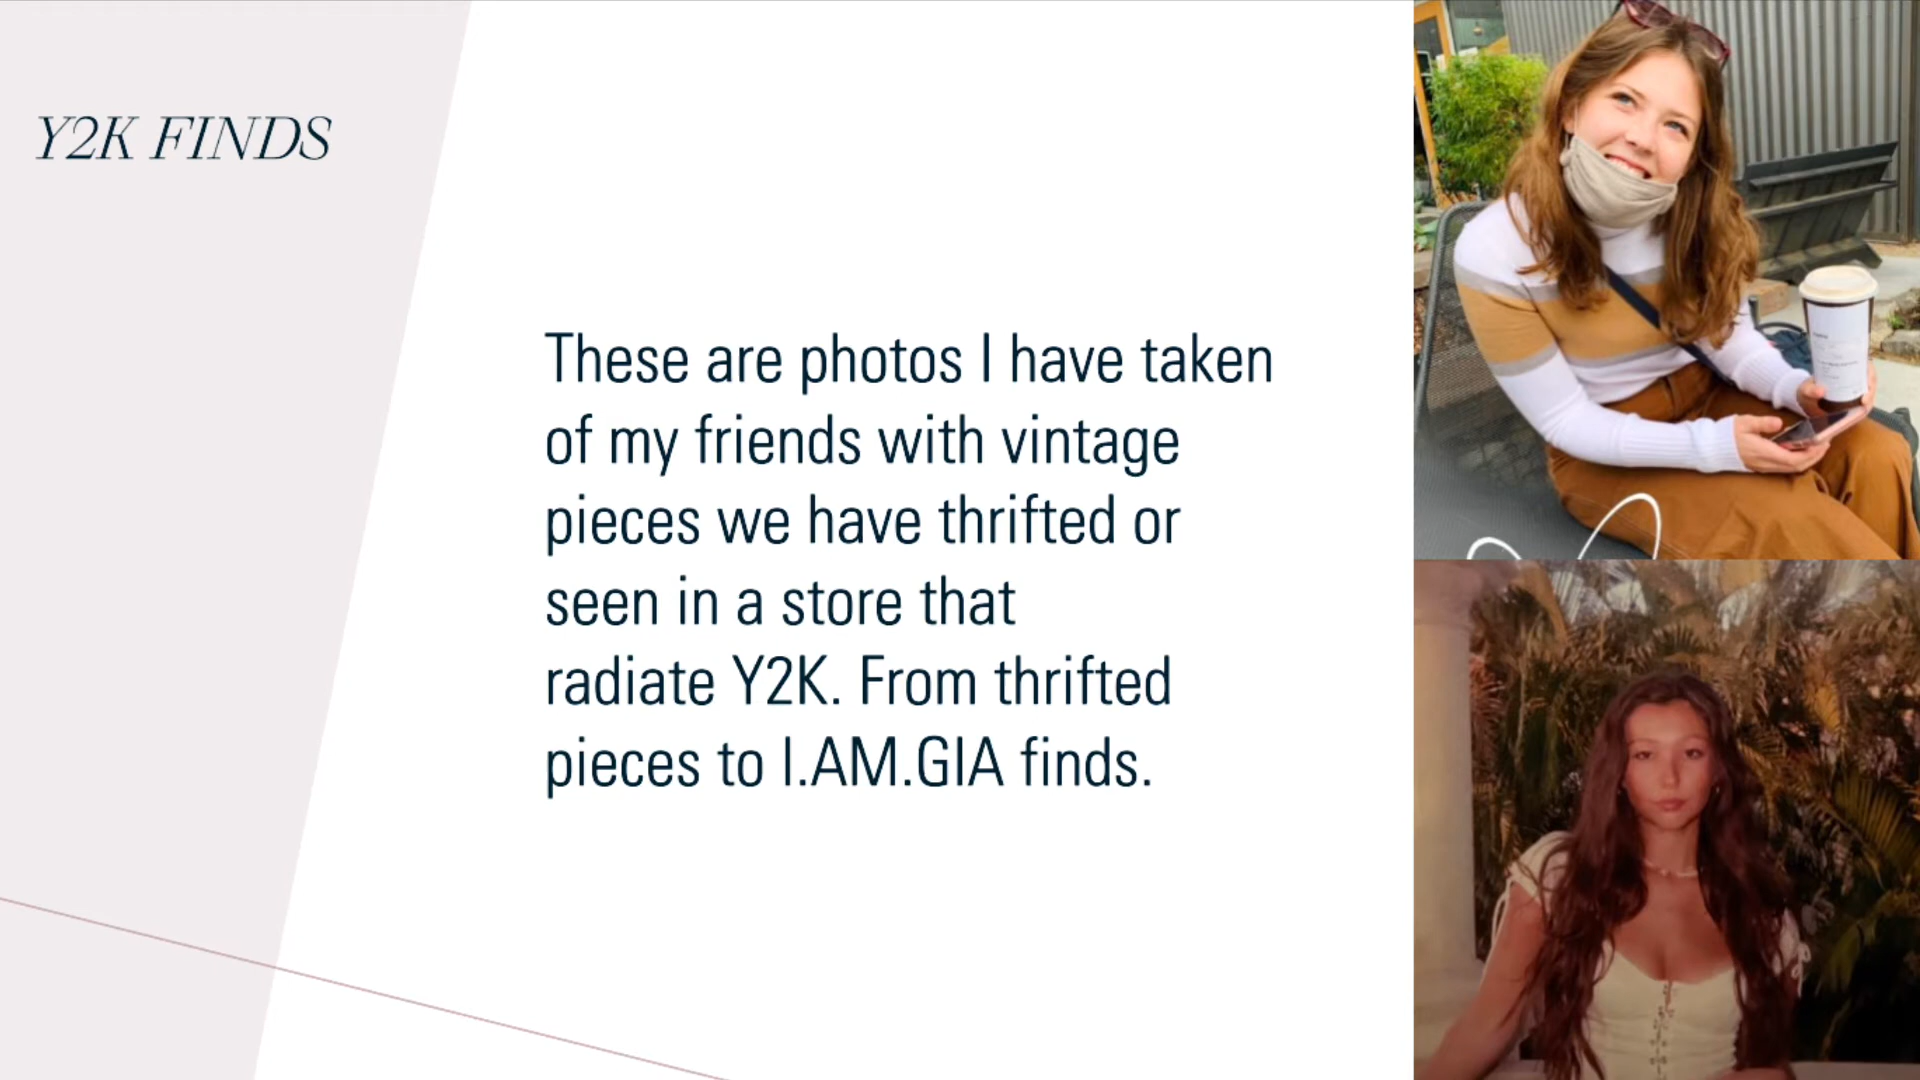 Y2K FINDS
These are photos I have taken
of my friends with vintage
pieces we have thrifted or
seen in a store that
radiate Y2K. From thrifted
pieces to I.AM.GIA finds.